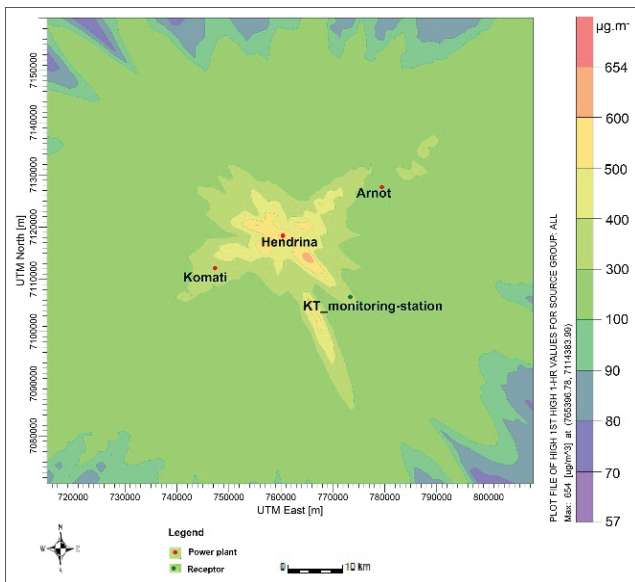 µg.m⁻
654
600
500
400
300
100
90
80
70
57
PLOT FILE OF HIGH 1ST HIGH 1-HR VALUES FOR SOURCE GROUP: ALL
Max: 654 [ug/m^3] at (765396.78, 7114383.99)
UTM North [m]
7150000
7140000
7130000
7120000
7110000
7100000
7090000
7080000
Arnot
Hendrina
Komati
KT_monitoring-station
720000 730000 740000 750000 760000 770000 780000 790000 800000
UTM East [m]
N
W E
S
Legend
Power plant
Receptor
0 10 km